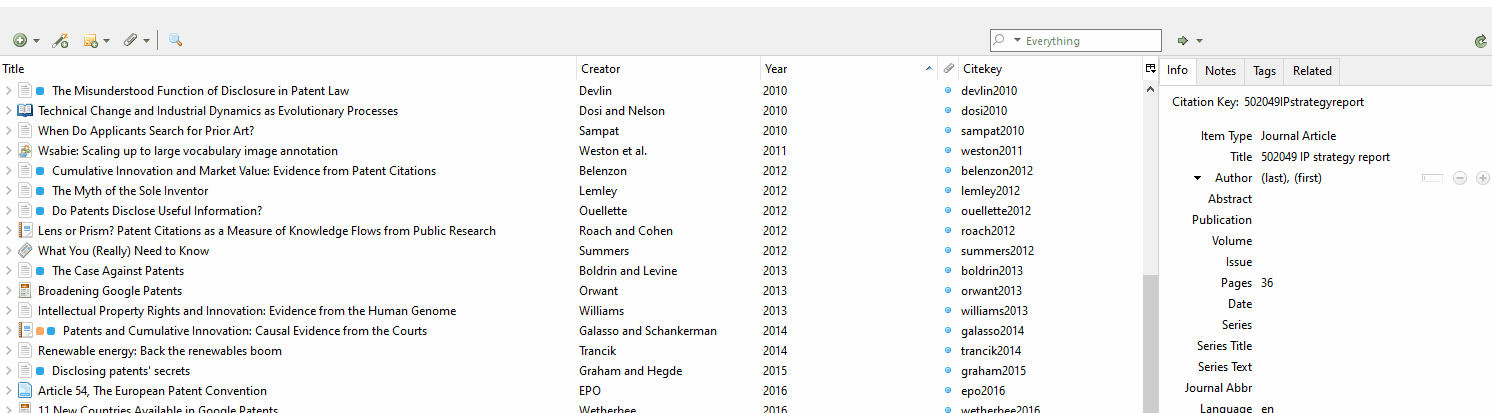 Everything
Title Creator Year Citekey
The Misunderstood Function of Disclosure in Patent Law Devlin 2010 devlin2010
Technical Change and Industrial Dynamics as Evolutionary Processes Dosi and Nelson 2010 dosi2010
When Do Applicants Search for Prior Art? Sampat 2010 sampat2010
Wsabie: Scaling up to large vocabulary image annotation Weston et al. 2011 weston2011
Cumulative Innovation and Market Value: Evidence from Patent Citations Belenzon 2012 belenzon2012
The Myth of the Sole Inventor Lemley 2012 lemley2012
Do Patents Disclose Useful Information? Ouellette 2012 ouellette2012
Lens or Prism? Patent Citations as a Measure of Knowledge Flows from Public Research Roach and Cohen 2012 roach2012
What You (Really) Need to Know Summers 2012 summers2012
The Case Against Patents Boldrin and Levine 2013 boldrin2013
Broadening Google Patents Orwant 2013 orwant2013
Intellectual Property Rights and Innovation: Evidence from the Human Genome Williams 2013 williams2013
Patents and Cumulative Innovation: Causal Evidence from the Courts Galasso and Schankerman 2014 galasso2014
Renewable energy: Back the renewables boom Trancik 2014 trancik2014
Disclosing patents' secrets Graham and Hegde 2015 graham2015
Article 54, The European Patent Convention EPO 2016 epo2016
11 New Countries Available in Google Patents Wetherbee 2016 wetherbee2016
Info Notes Tags Related
Citation Key: 502049IPstrategyreport
Item Type Journal Article
Title 502049 IP strategy report
Author (last), (first)
Abstract
Publication
Volume
Issue
Pages 36
Date
Series
Series Title
Series Text
Journal Abbr
Language en